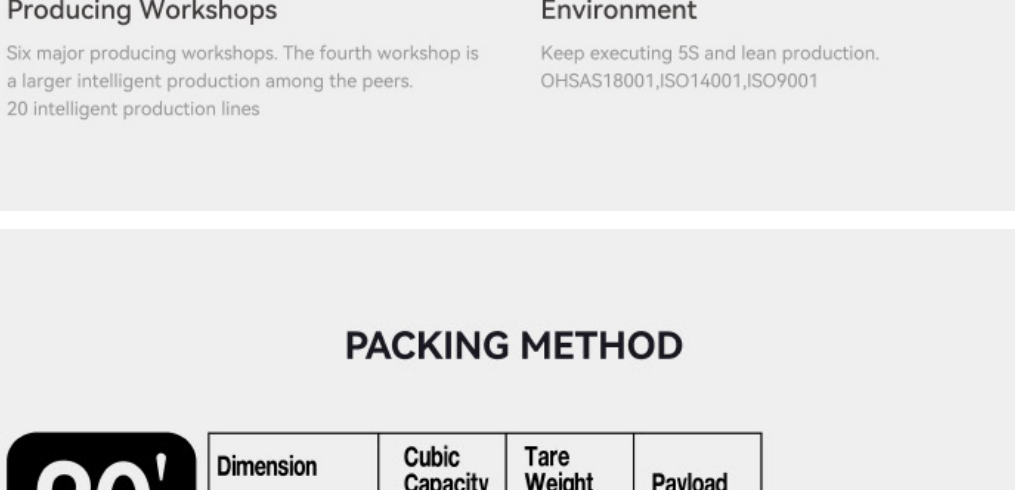 Producing Workshops
Six major producing workshops. The fourth workshop is
a larger intelligent production among the peers.
20 intelligent production lines
Environment
Keep executing 5S and lean production.
OHSAS18001,ISO14001,ISO9001
PACKING METHOD
20'
Dimension
Cubic
Capacity
Tare
Weight
Payload